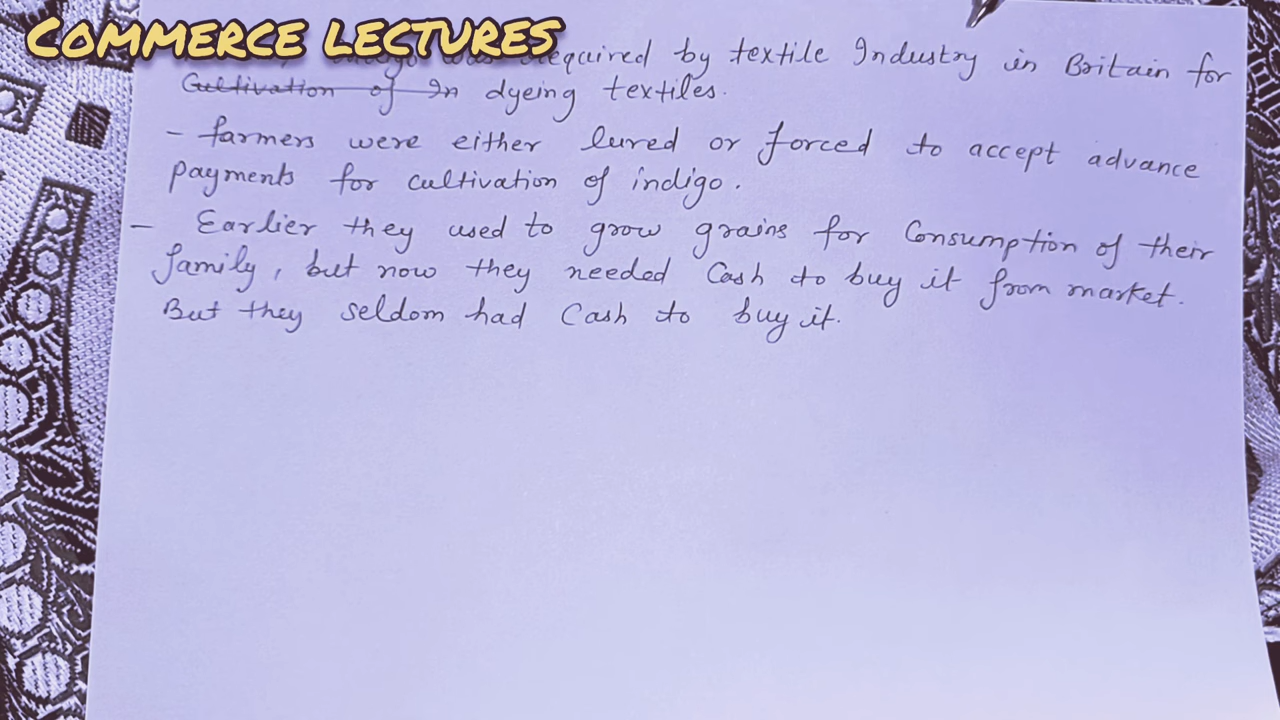 COMMERCE LECTURES
indigo was required by textile Industry in Britain for
Cultivation of In dyeing textiles.
- farmers were either lured or forced to accept advance
payments for cultivation of indigo.
- Earlier they used to grow grains for Consumption of their
family, but now they needed Cash to buy it from market.
But they seldom had Cash to buy it.